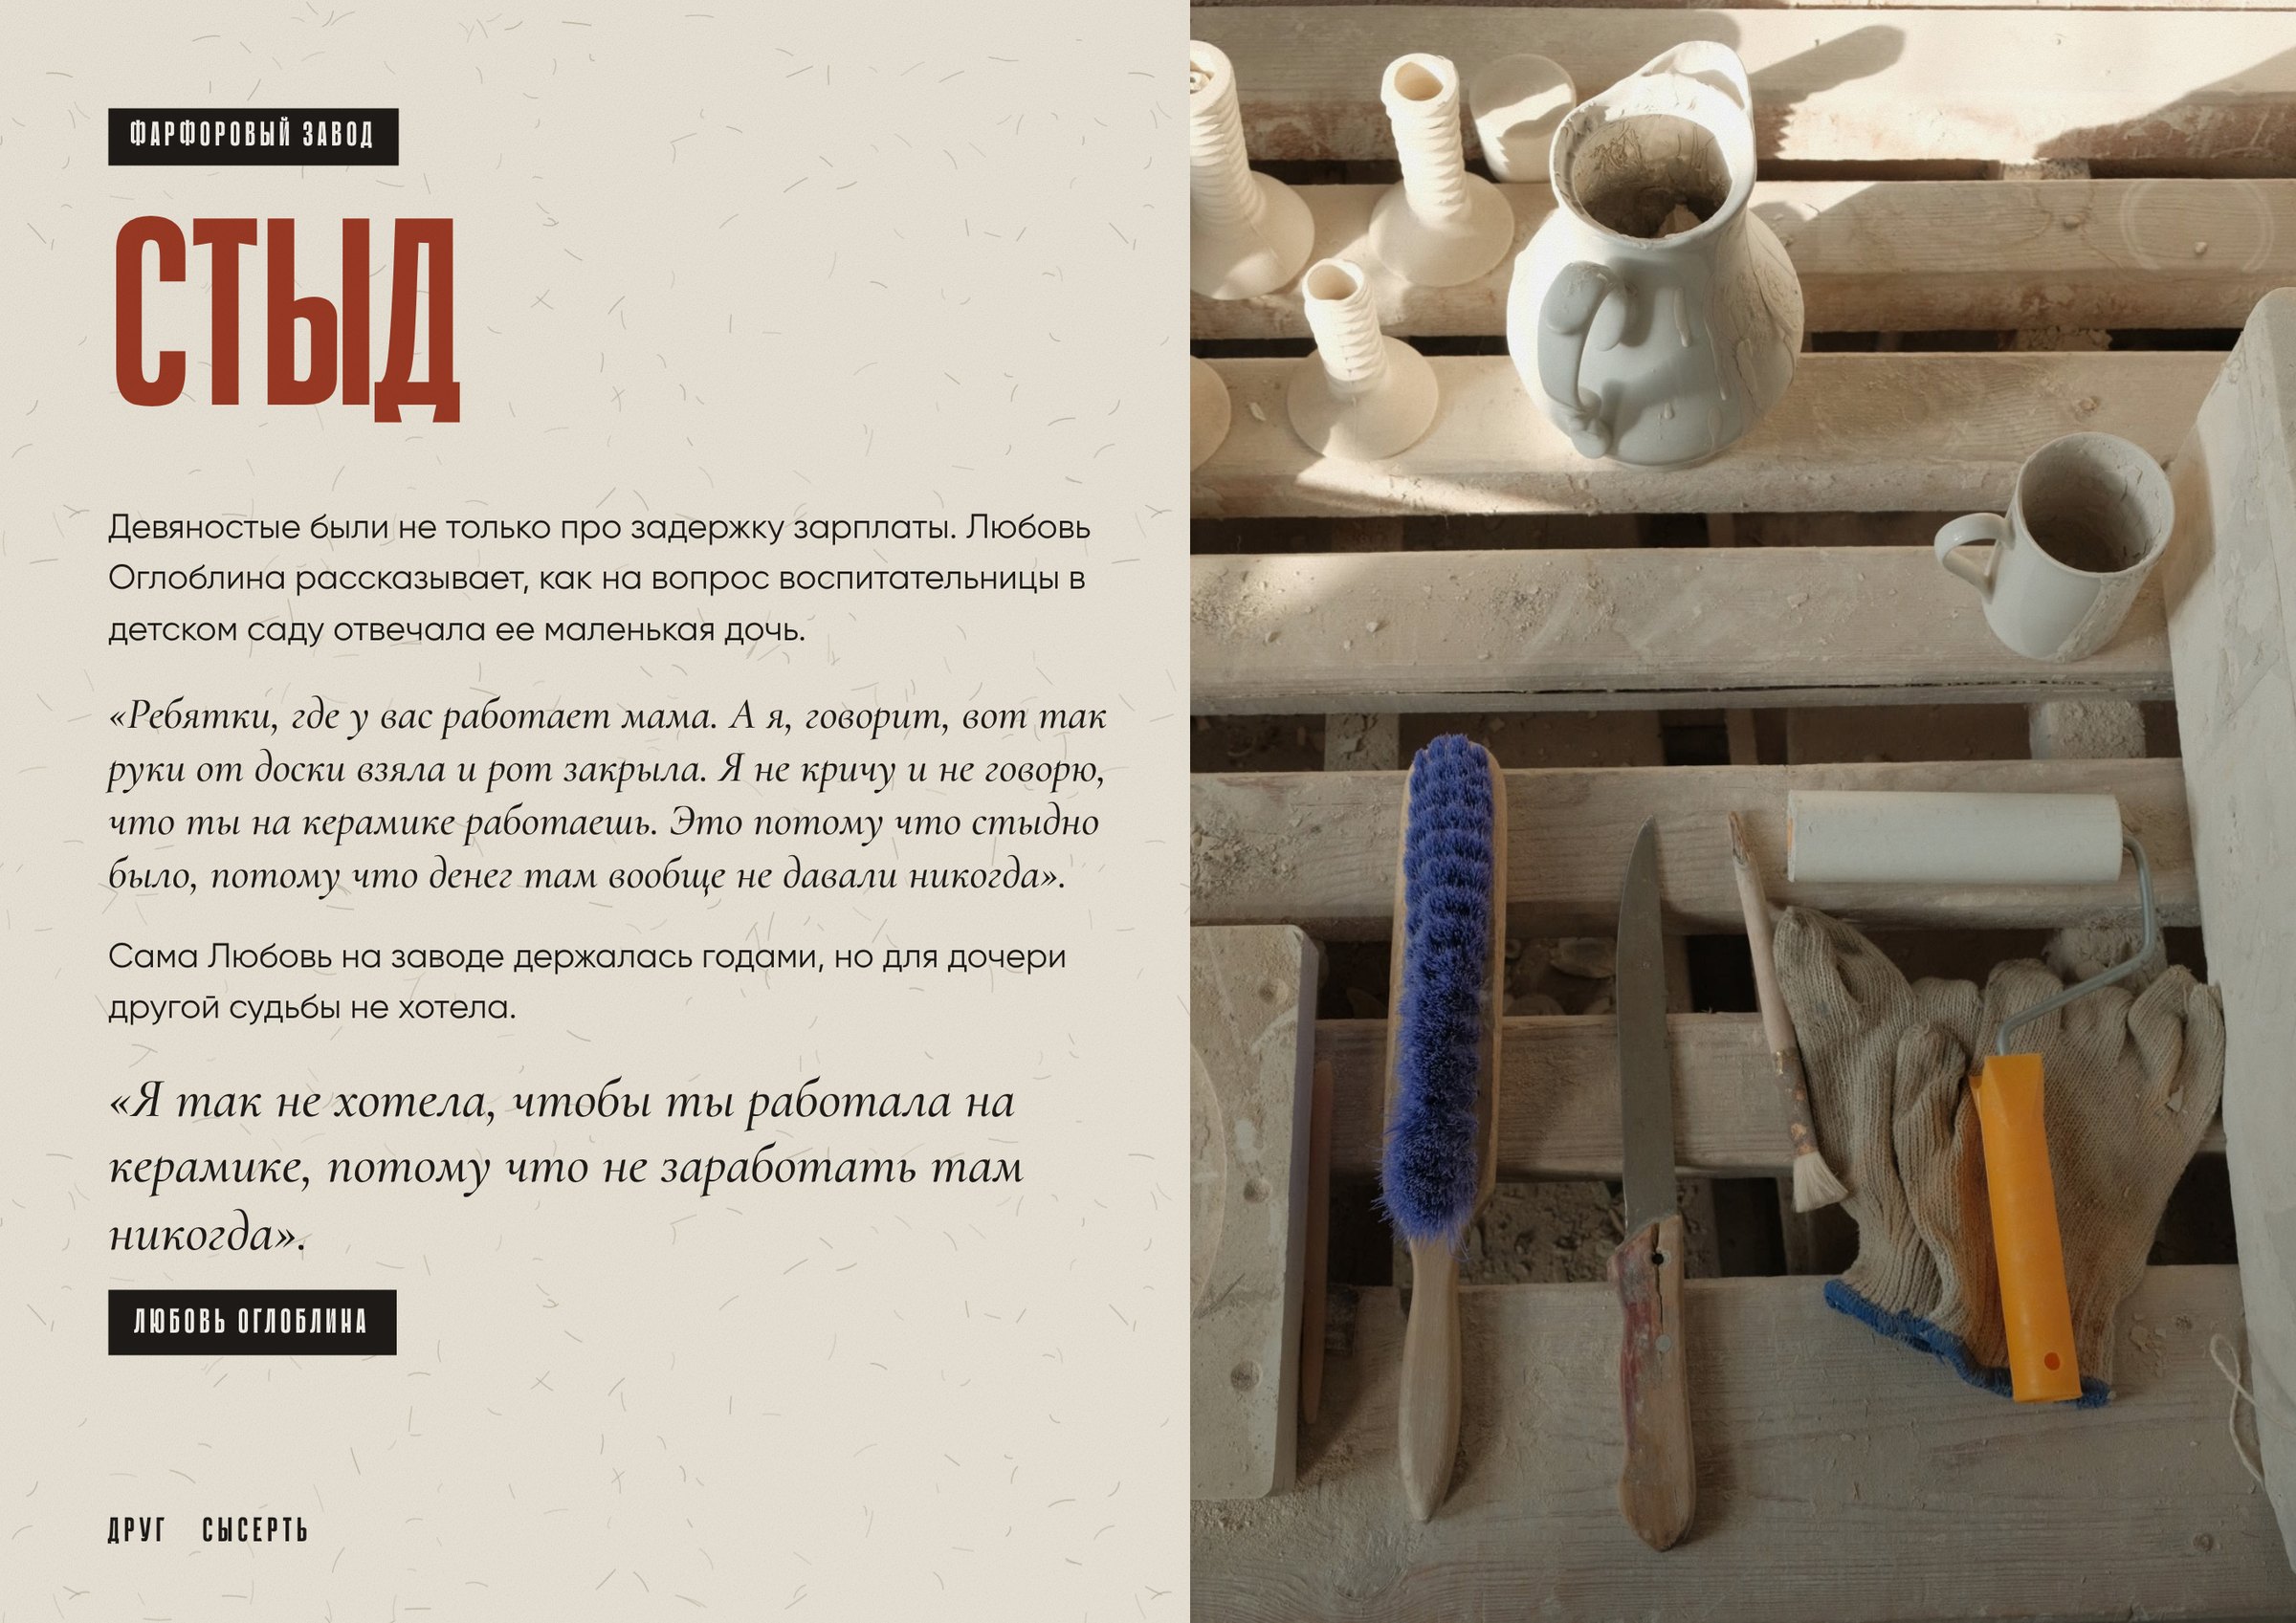 ФАРФОРОВЫЙ ЗАВОД
СТЫД
Девяностые были не только про задержку зарплаты. Любовь
Оглоблина рассказывает, как на вопрос воспитательницы в
детском саду отвечала ее маленькая дочь.
«Ребятки, где у вас работает мама. А я, говорит, вот так
руки от доски взяла и рот закрыла. Я не кричу и не говорю,
что ты на керамике работаешь. Это потому что стыдно
было, потому что денег там вообще не давали никогда».
Сама Любовь на заводе держалась годами, но для дочери
другой судьбы не хотела.
«Я так не хотела, чтобы ты работала на
керамике, потому что не заработать там
никогда».
ЛЮБОВЬ ОГЛОБЛИНА
ДРУГ СЫСЕРТЬ